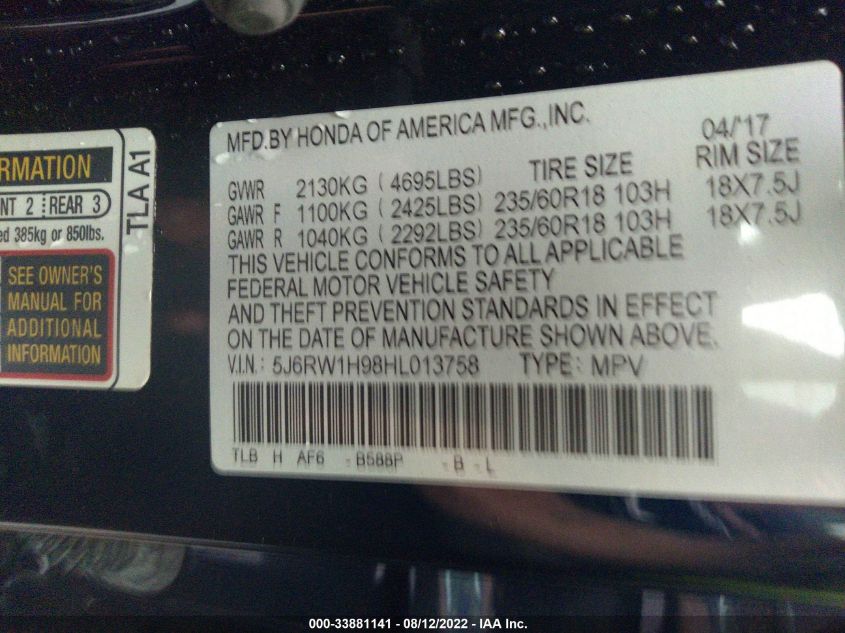 RMATION
NT 2 REAR 3
ed 385kg or 850lbs.
SEE OWNER'S
MANUAL FOR
ADDITIONAL
INFORMATION
TLA A1
MFD.BY HONDA OF AMERICA MFG.,INC. 04/'17
TIRE SIZE RIM SIZE
GVWR 2130KG ( 4695LBS)
GAWR F 1100KG ( 2425LBS) 235/60R18 103H 18X7.5J
GAWR R 1040KG ( 2292LBS) 235/60R18 103H 18X7.5J
THIS VEHICLE CONFORMS TO ALL APPLICABLE
FEDERAL MOTOR VEHICLE SAFETY
AND THEFT PREVENTION STANDARDS IN EFFECT
ON THE DATE OF MANUFACTURE SHOWN ABOVE.
V.I.N.: 5J6RW1H98HL013758 TYPE: MPV
TLB H AF6 - B588P - B - L
000-33881141 - 08/12/2022 - IAA Inc.